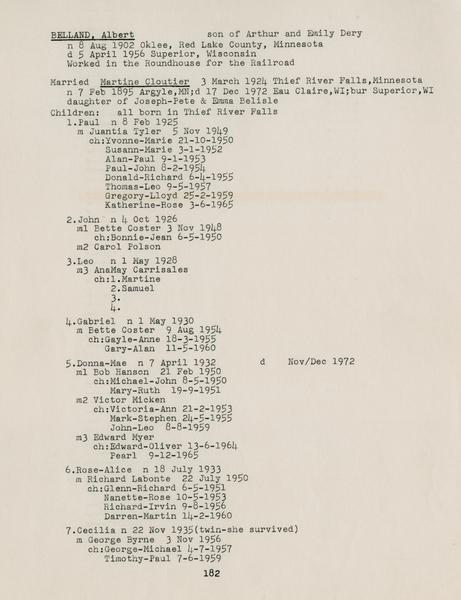 BELLAND, Albert son of Arthur and Emily Dery
n 8 Aug 1902 Oklee, Red Lake County, Minnesota
d 5 April 1956 Superior, Wisconsin
Worked in the Roundhouse for the Railroad
Married Martine Cloutier 3 March 1924 Thief River Falls,Minnesota
n 7 Feb 1895 Argyle,MN;d 17 Dec 1972 Eau Claire,WI;bur Superior,WI
daughter of Joseph-Pete & Emma Belisle
Children: all born in Thief River Falls
1.Paul n 8 Feb 1925
m Juantia Tyler 5 Nov 1949
ch:Yvonne-Marie 21-10-1950
Susann-Marie 3-1-1952
Alan-Paul 9-1-1953
Paul-John 8-2-1954
Donald-Richard 6-4-1955
Thomas-Leo 9-5-1957
Gregory-Lloyd 25-2-1959
Katherine-Rose 3-6-1965
2.John n 4 Oct 1926
m1 Bette Coster 3 Nov 1948
ch:Bonnie-Jean 6-5-1950
m2 Carol Polson
3.Leo n 1 May 1928
m3 AnaMay Carrisales
ch:1.Martine
2.Samuel
3.
4.
4.Gabriel n 1 May 1930
m Bette Coster 9 Aug 1954
ch:Gayle-Anne 18-3-1955
Gary-Alan 11-5-1960
5.Donna-Mae n 7 April 1932 d Nov/Dec 1972
m1 Bob Hanson 21 Feb 1950
ch:Michael-John 8-5-1950
Mary-Ruth 19-9-1951
m2 Victor Micken
ch:Victoria-Ann 21-2-1953
Mark-Stephen 24-5-1955
John-Leo 8-8-1959
m3 Edward Myer
ch:Edward-Oliver 13-6-1964
Pearl 9-12-1965
6.Rose-Alice n 18 July 1933
m Richard Labonte 22 July 1950
ch:Glenn-Richard 6-5-1951
Nanette-Rose 10-5-1953
Richard-Irvin 9-8-1956
Darren-Martin 14-2-1960
7.Cecilia n 22 Nov 1935(twin-she survived)
m George Byrne 3 Nov 1956
ch:George-Michael 4-7-1957
Timothy-Paul 7-6-1959
182